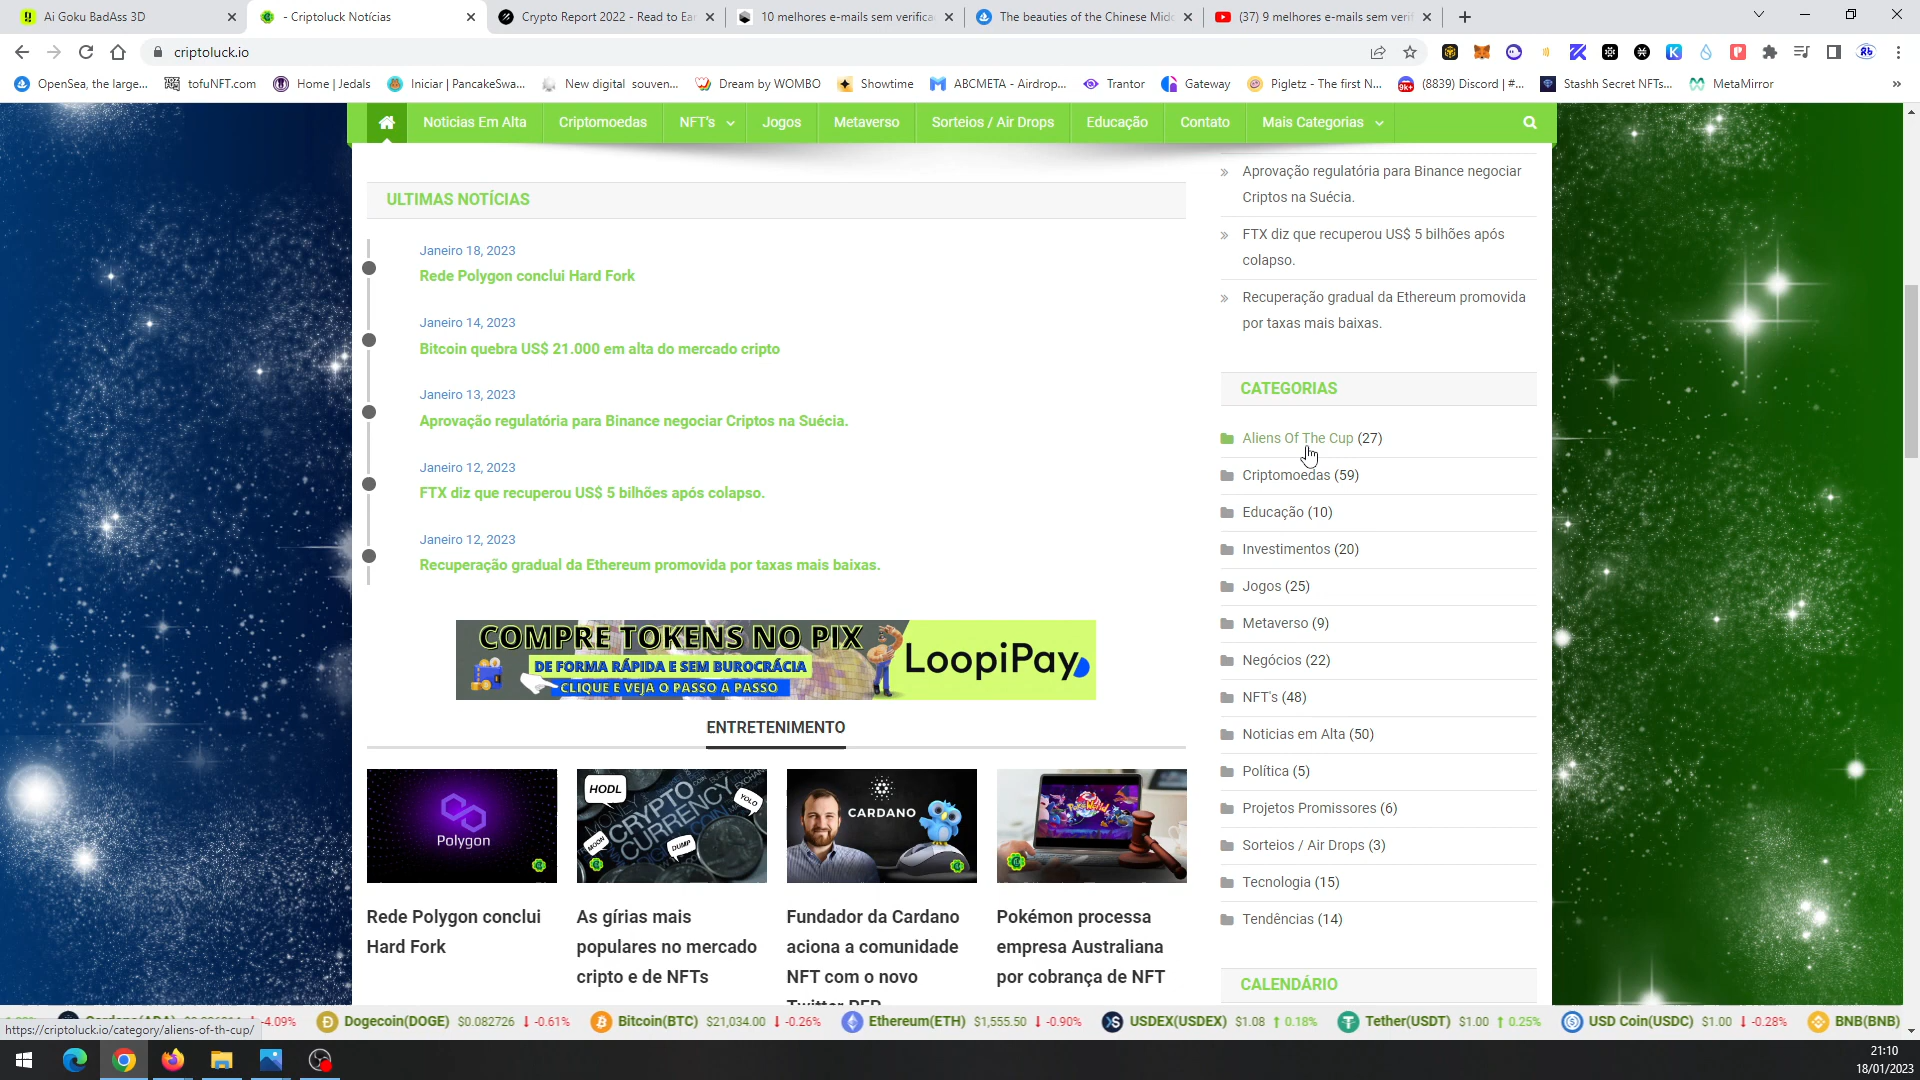 Ai Goku BadAss 3D
- Criptoluck Notícias
Crypto Report 2022 - Read to Ea
10 melhores e-mails sem verifica
The beauties of the Chinese Mid
(37) 9 melhores e-mails sem veri
criptoluck.io
OpenSea, the large...
tofuNFT.com
Home | Jedals
Iniciar | PancakeSwa...
New digital souven...
Dream by WOMBO
Showtime
ABCMETA - Airdrop...
Trantor
Gateway
Pigletz - The first N...
(8839) Discord | #...
Stashh Secret NFTs...
MetaMirror
Noticias Em Alta
Criptomoedas
NFT's
Jogos
Metaverso
Sorteios / Air Drops
Educação
Contato
Mais Categorias
ULTIMAS NOTÍCIAS
Janeiro 18, 2023
Rede Polygon conclui Hard Fork
Janeiro 14, 2023
Bitcoin quebra US$ 21.000 em alta do mercado cripto
Janeiro 13, 2023
Aprovação regulatória para Binance negociar Criptos na Suécia.
Janeiro 12, 2023
FTX diz que recuperou US$ 5 bilhões após colapso.
Janeiro 12, 2023
Recuperação gradual da Ethereum promovida por taxas mais baixas.
COMPRE TOKENS NO PIX
DE FORMA RÁPIDA E SEM BUROCRÁCIA
CLIQUE E VEJA O PASSO A PASSO
LoopiPay
ENTRETENIMENTO
Polygon
HODL
CRYPTO
CURRENCY
YOLO
MOON
DUMP
CARDANO
Rede Polygon conclui
Hard Fork
As gírias mais
populares no mercado
cripto e de NFTs
Fundador da Cardano
aciona a comunidade
NFT com o novo
Twitter PFP
Pokémon processa
empresa Australiana
por cobrança de NFT
Aprovação regulatória para Binance negociar
Criptos na Suécia.
FTX diz que recuperou US$ 5 bilhões após
colapso.
Recuperação gradual da Ethereum promovida
por taxas mais baixas.
CATEGORIAS
Aliens Of The Cup (27)
Criptomoedas (59)
Educação (10)
Investimentos (20)
Jogos (25)
Metaverso (9)
Negócios (22)
NFT's (48)
Noticias em Alta (50)
Política (5)
Projetos Promissores (6)
Sorteios / Air Drops (3)
Tecnologia (15)
Tendências (14)
CALENDÁRIO
-4.09%
Dogecoin(DOGE) $0.082726 -0.61%
Bitcoin(BTC) $21,034.00 -0.26%
Ethereum(ETH) $1,555.50 -0.90%
USDEX(USDEX) $1.08 0.18%
Tether(USDT) $1.00 0.25%
USD Coin(USDC) $1.00 -0.28%
BNB(BNB)
https://criptoluck.io/category/aliens-of-th-cup/
21:10
18/01/2023